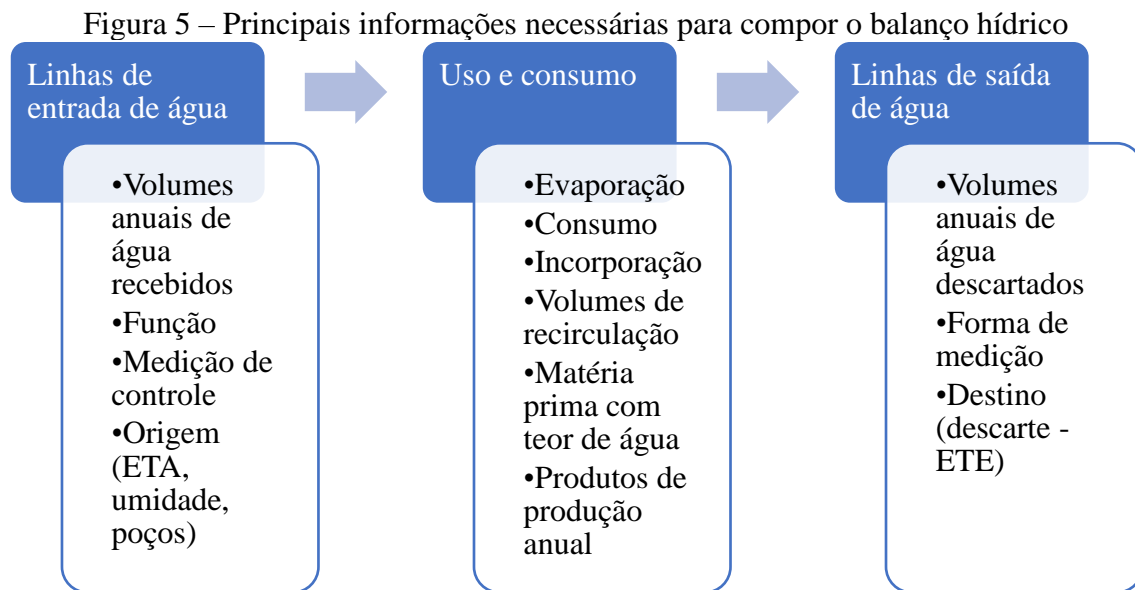 Figura 5 – Principais informações necessárias para compor o balanço hídrico
Linhas de
entrada de água
•Volumes
anuais de
água
recebidos
•Função
•Medição de
controle
•Origem
(ETA,
umidade,
poços)
Uso e consumo
•Evaporação
•Consumo
•Incorporação
•Volumes de
recirculação
•Matéria
prima com
teor de água
•Produtos de
produção
anual
Linhas de saída
de água
•Volumes
anuais de
água
descartados
•Forma de
medição
•Destino
(descarte -
ETE)